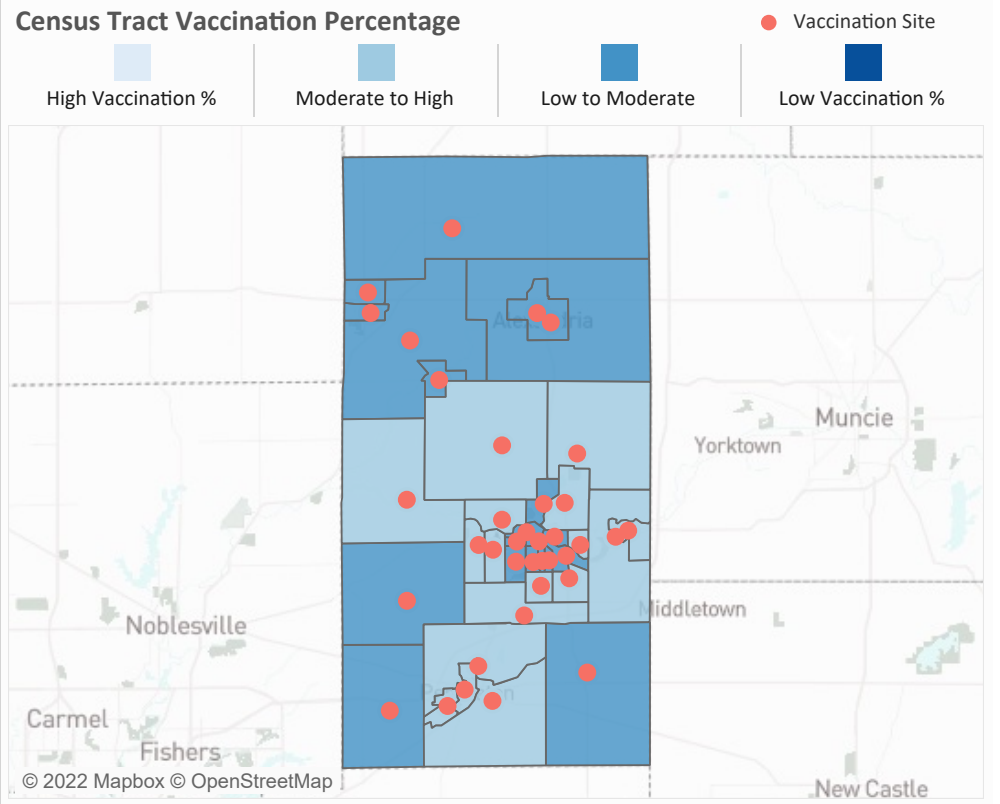 Census Tract Vaccination Percentage
Vaccination Site
High Vaccination %
Moderate to High
Low to Moderate
Low Vaccination %
Alexandria
Muncie
Yorktown
Middletown
Noblesville
Carmel
Fishers
New Castle
© 2022 Mapbox © OpenStreetMap